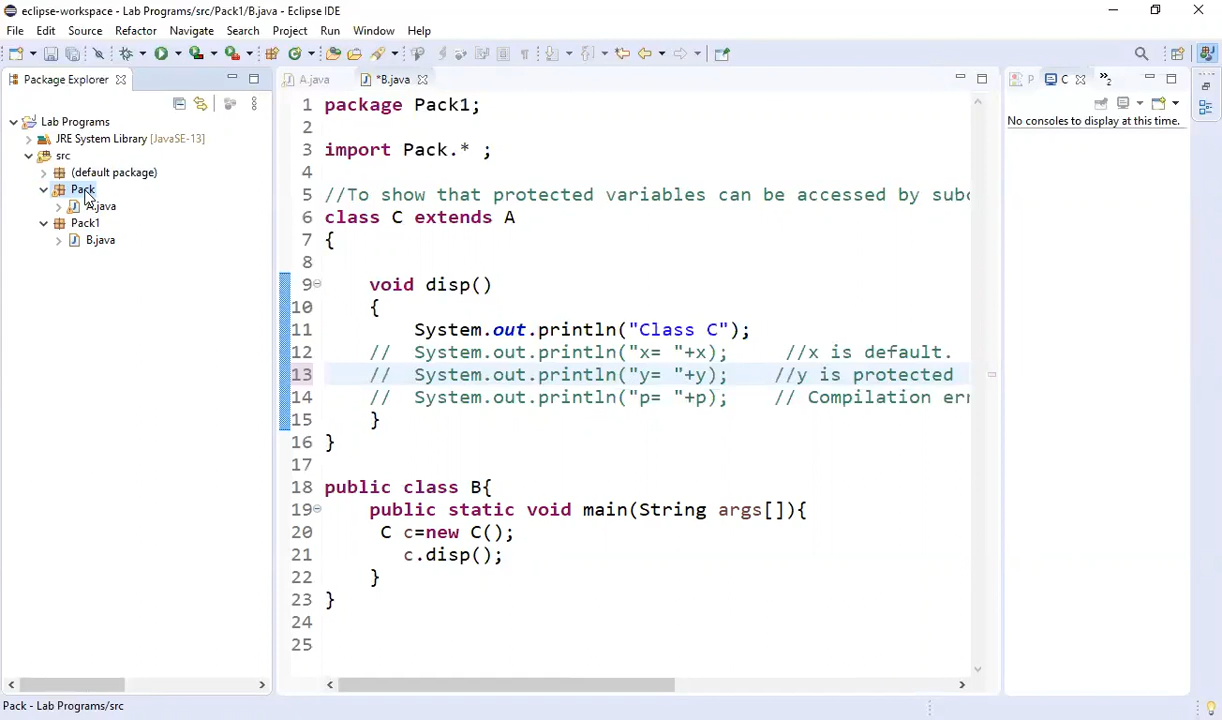 eclipse-workspace - Lab Programs/src/Pack1/B.java - Eclipse IDE
File Edit Source Refactor Navigate Search Project Run Window Help
Package Explorer
A.java
*B.java
P
C
2
Lab Programs
JRE System Library [JavaSE-13]
src
(default package)
Pack
A.java
Pack1
B.java
1 package Pack1;
2
3 import Pack.* ;
4
5 //To show that protected variables can be accessed by subc
6 class C extends A
7 {
8
9 void disp()
10 {
11 System.out.println("Class C");
12 // System.out.println("x= "+x); //x is default.
13 // System.out.println("y= "+y); //y is protected
14 // System.out.println("p= "+p); // Compilation err
15 }
16 }
17
18 public class B{
19 public static void main(String args[]){
20 C c=new C();
21 c.disp();
22 }
23 }
24
25
No consoles to display at this time.
Pack - Lab Programs/src